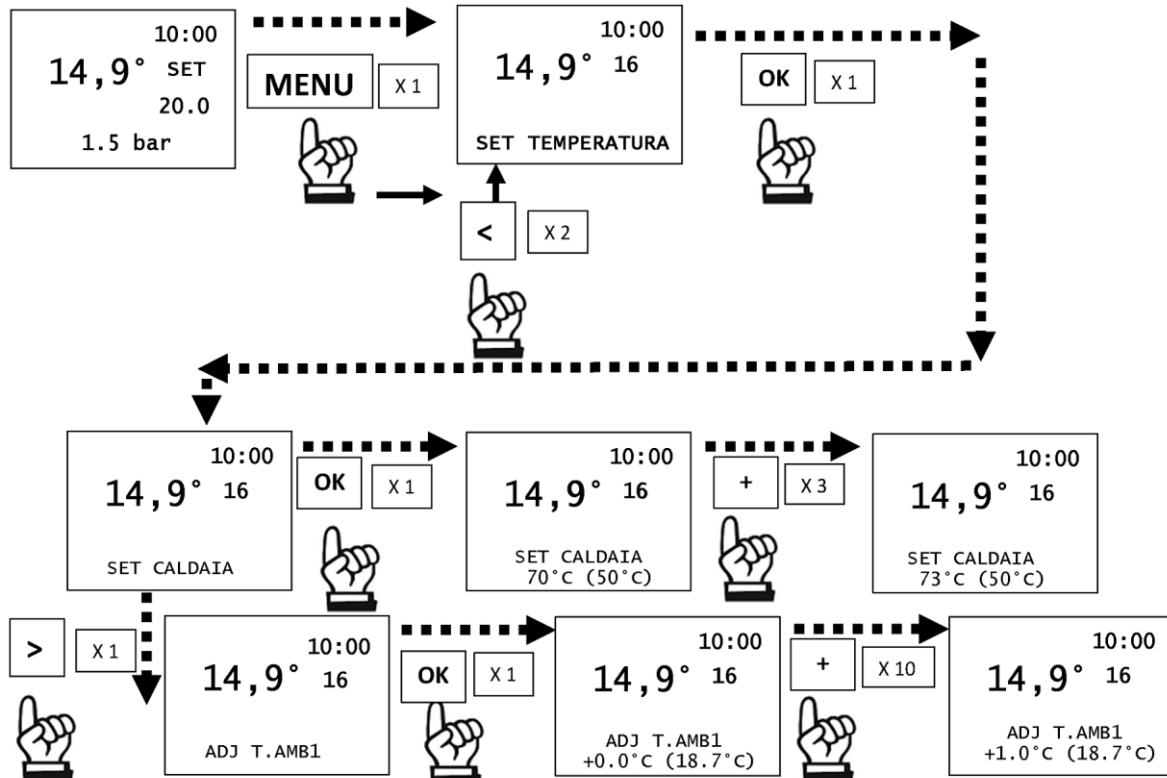 10:00
14,9° SET
20.0
1.5 bar
MENU X 1
10:00
14,9° 16
SET TEMPERATURA
OK X 1
< X 2
10:00
14,9° 16
SET CALDAIA
OK X 1
10:00
14,9° 16
SET CALDAIA
70°C (50°C)
+ X 3
10:00
14,9° 16
SET CALDAIA
73°C (50°C)
> X 1
10:00
14,9° 16
ADJ T.AMB1
OK X 1
10:00
14,9° 16
ADJ T.AMB1
+0.0°C (18.7°C)
+ X 10
10:00
14,9° 16
ADJ T.AMB1
+1.0°C (18.7°C)